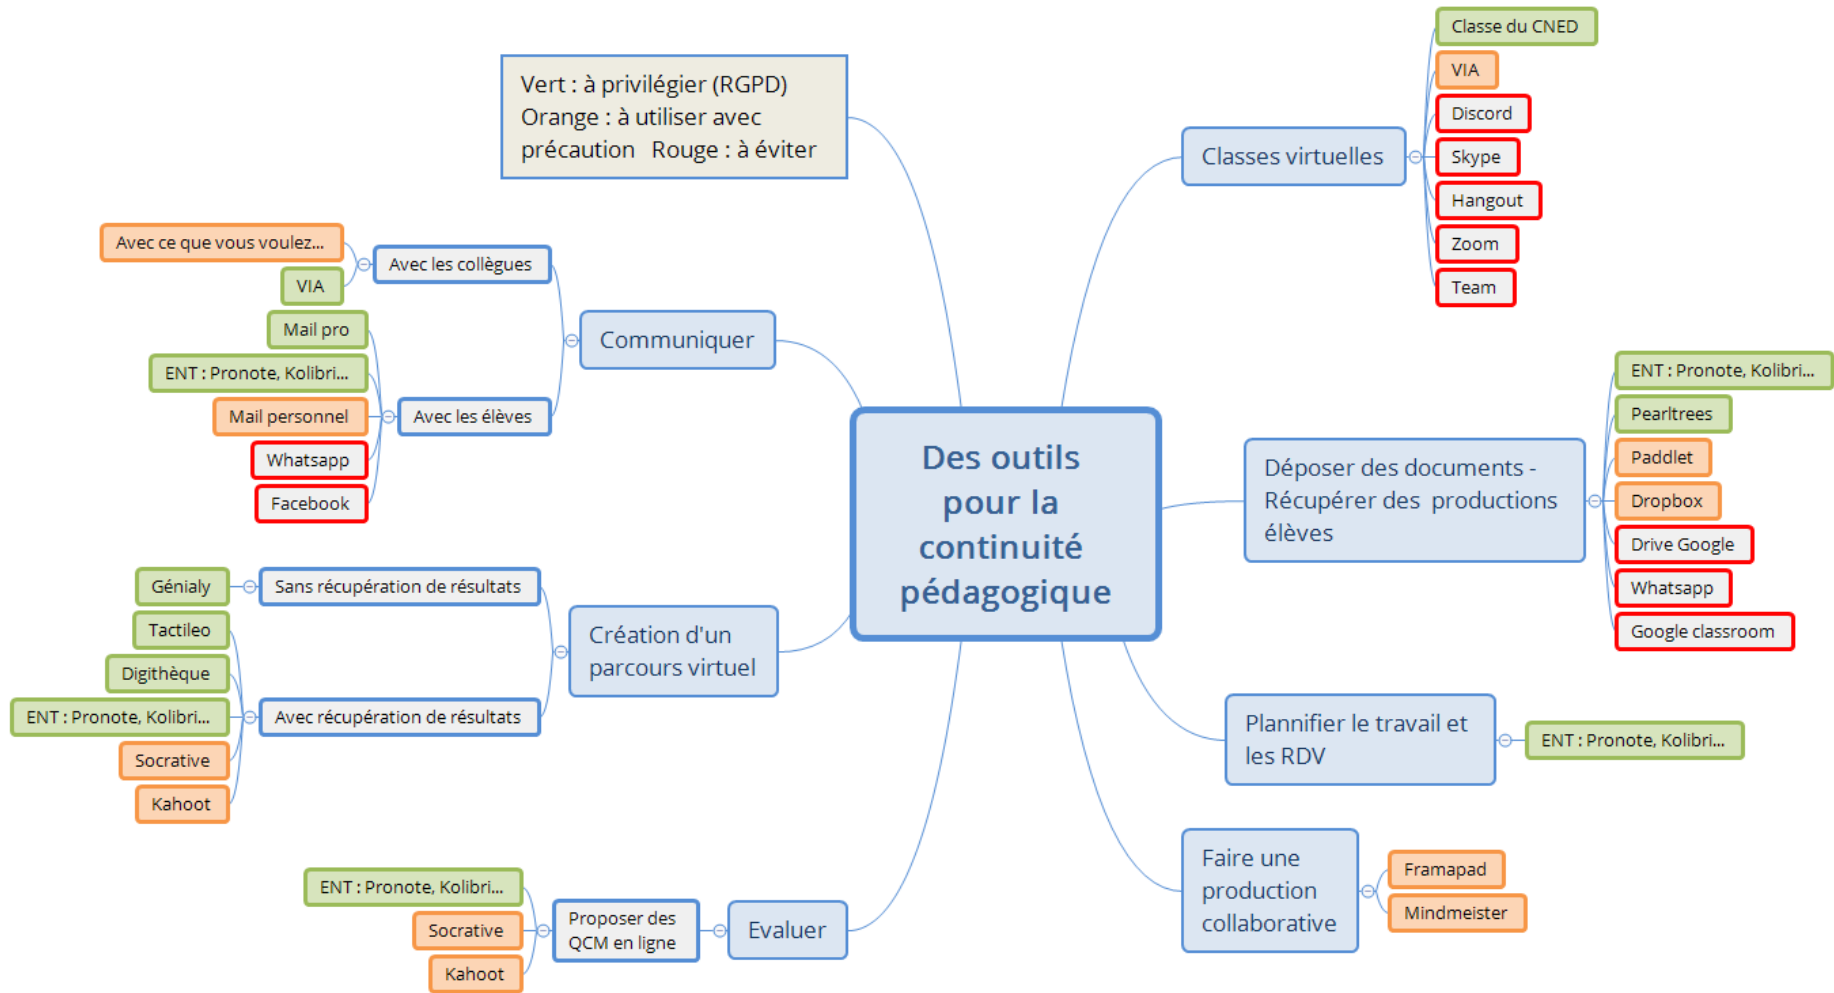 Des outils
pour la
continuité
pédagogique
Vert : à privilégier (RGPD)
Orange : à utiliser avec
précaution   Rouge : à éviter
Classes virtuelles
Classe du CNED
VIA
Discord
Skype
Hangout
Zoom
Team
Déposer des documents -
Récupérer des  productions
élèves
ENT : Pronote, Kolibri...
Pearltrees
Paddlet
Dropbox
Drive Google
Whatsapp
Google classroom
Plannifier le travail et
les RDV
ENT : Pronote, Kolibri...
Faire une
production
collaborative
Framapad
Mindmeister
Communiquer
Avec les collègues
Avec ce que vous voulez...
VIA
Avec les élèves
Mail pro
ENT : Pronote, Kolibri...
Mail personnel
Whatsapp
Facebook
Création d'un
parcours virtuel
Sans récupération de résultats
Génialy
Avec récupération de résultats
Tactileo
Digithèque
ENT : Pronote, Kolibri...
Socrative
Kahoot
Evaluer
Proposer des
QCM en ligne
ENT : Pronote, Kolibri...
Socrative
Kahoot